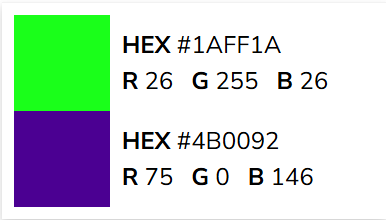 HEX #1AFF1A
R 26 G 255 B 26
HEX #4B0092
R 75 G 0 B 146